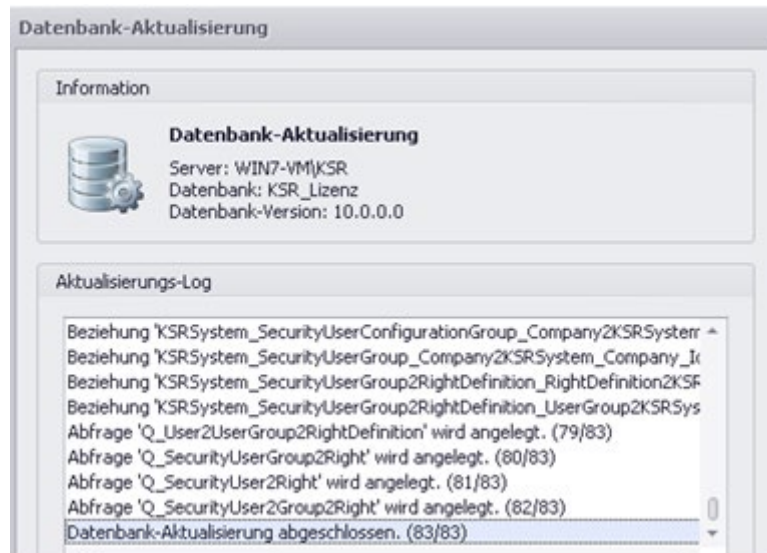 Datenbank-Aktualisierung
Information
Datenbank-Aktualisierung
Server: WIN7-VM\KSR
Datenbank: KSR_Lizenz
Datenbank-Version: 10.0.0.0
Aktualisierungs-Log
Beziehung 'KSRSystem_SecurityUserConfigurationGroup_Company2KSRSystem
Beziehung 'KSRSystem_SecurityUserGroup_Company2KSRSystem_Company_Ic
Beziehung 'KSRSystem_SecurityUserGroup2RightDefinition_RightDefinition2KSR
Beziehung 'KSRSystem_SecurityUserGroup2RightDefinition_UserGroup2KSRSys
Abfrage 'Q_User2UserGroup2RightDefinition' wird angelegt. (79/83)
Abfrage 'Q_SecurityUserGroup2Right' wird angelegt. (80/83)
Abfrage 'Q_SecurityUser2Right' wird angelegt. (81/83)
Abfrage 'Q_SecurityUser2Group2Right' wird angelegt. (82/83)
Datenbank-Aktualisierung abgeschlossen. (83/83)